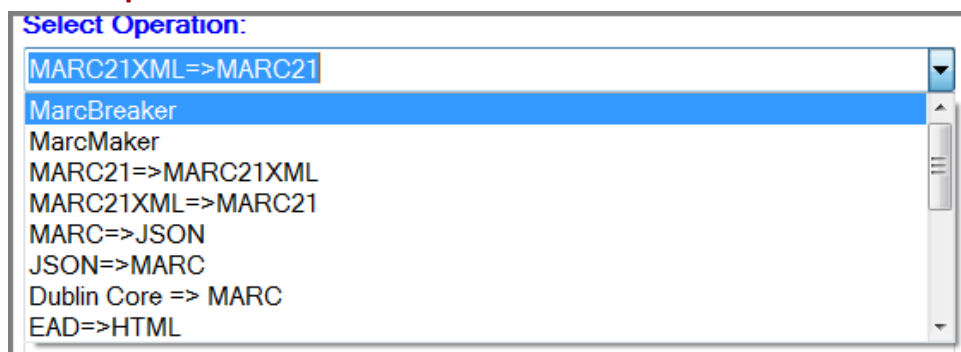 Select Operation:
MARC21XML=>MARC21
MarcBreaker
MarcMaker
MARC21=>MARC21XML
MARC21XML=>MARC21
MARC=>JSON
JSON=>MARC
Dublin Core => MARC
EAD=>HTML